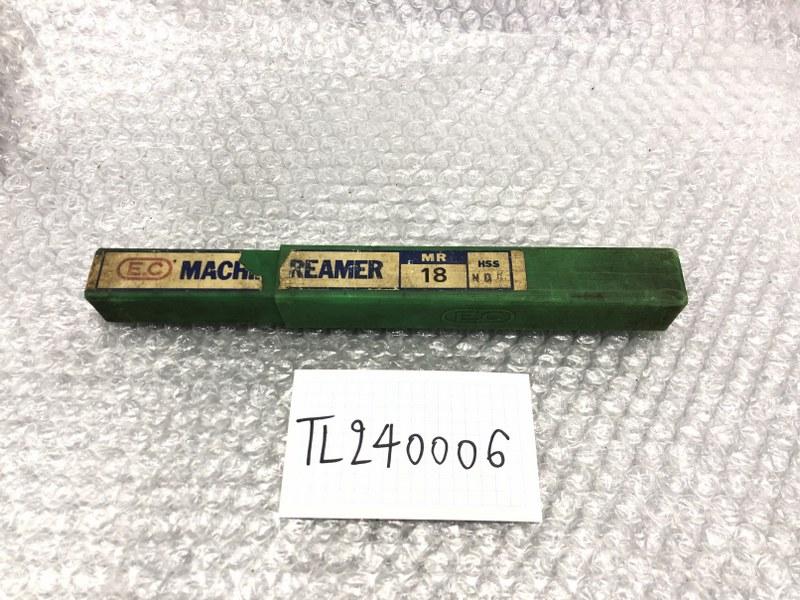 E.C MACHI REAMER MR 18 HSS
E.C
TL240006